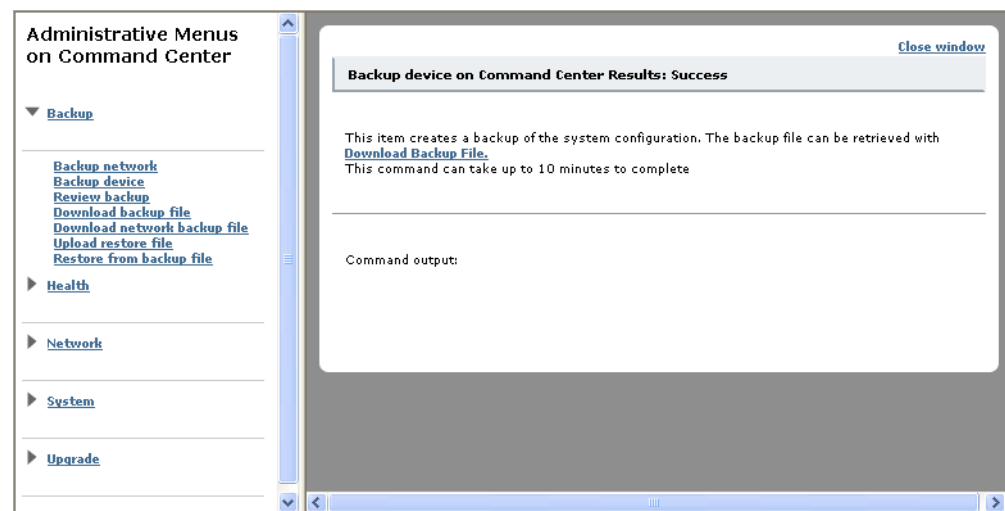 Administrative Menus
on Command Center
Backup
Backup network
Backup device
Review backup
Download backup file
Download network backup file
Upload restore file
Restore from backup file
Health
Network
System
Upgrade
Close window
Backup device on Command Center Results: Success
This item creates a backup of the system configuration. The backup file can be retrieved with
Download Backup File.
This command can take up to 10 minutes to complete
Command output: